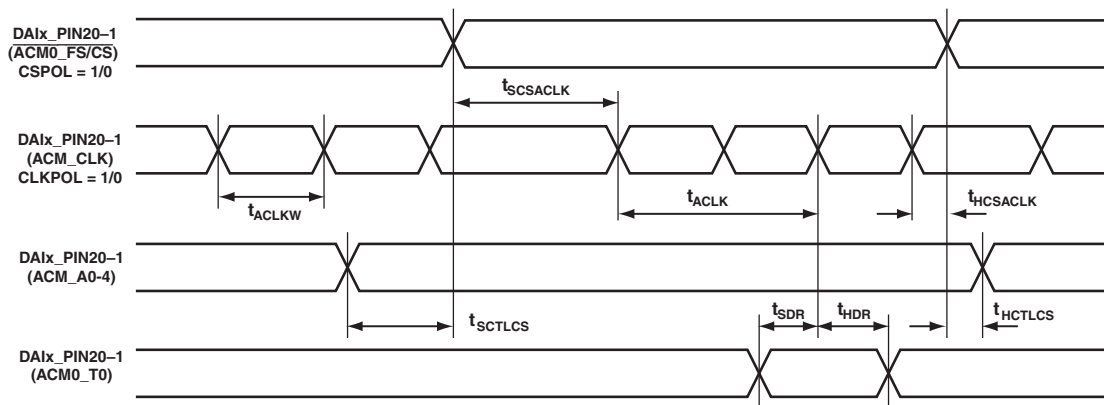 DAIx_PIN20–1
(ACM0_FS/CS)
CSPOL = 1/0
tSCSACLK
DAIx_PIN20–1
(ACM_CLK)
CLKPOL = 1/0
tACLKW
tACLK
tHCSACLK
DAIx_PIN20–1
(ACM_A0-4)
tSCTLCS
tSDR
tHDR
tHCTLCS
DAIx_PIN20–1
(ACM0_T0)